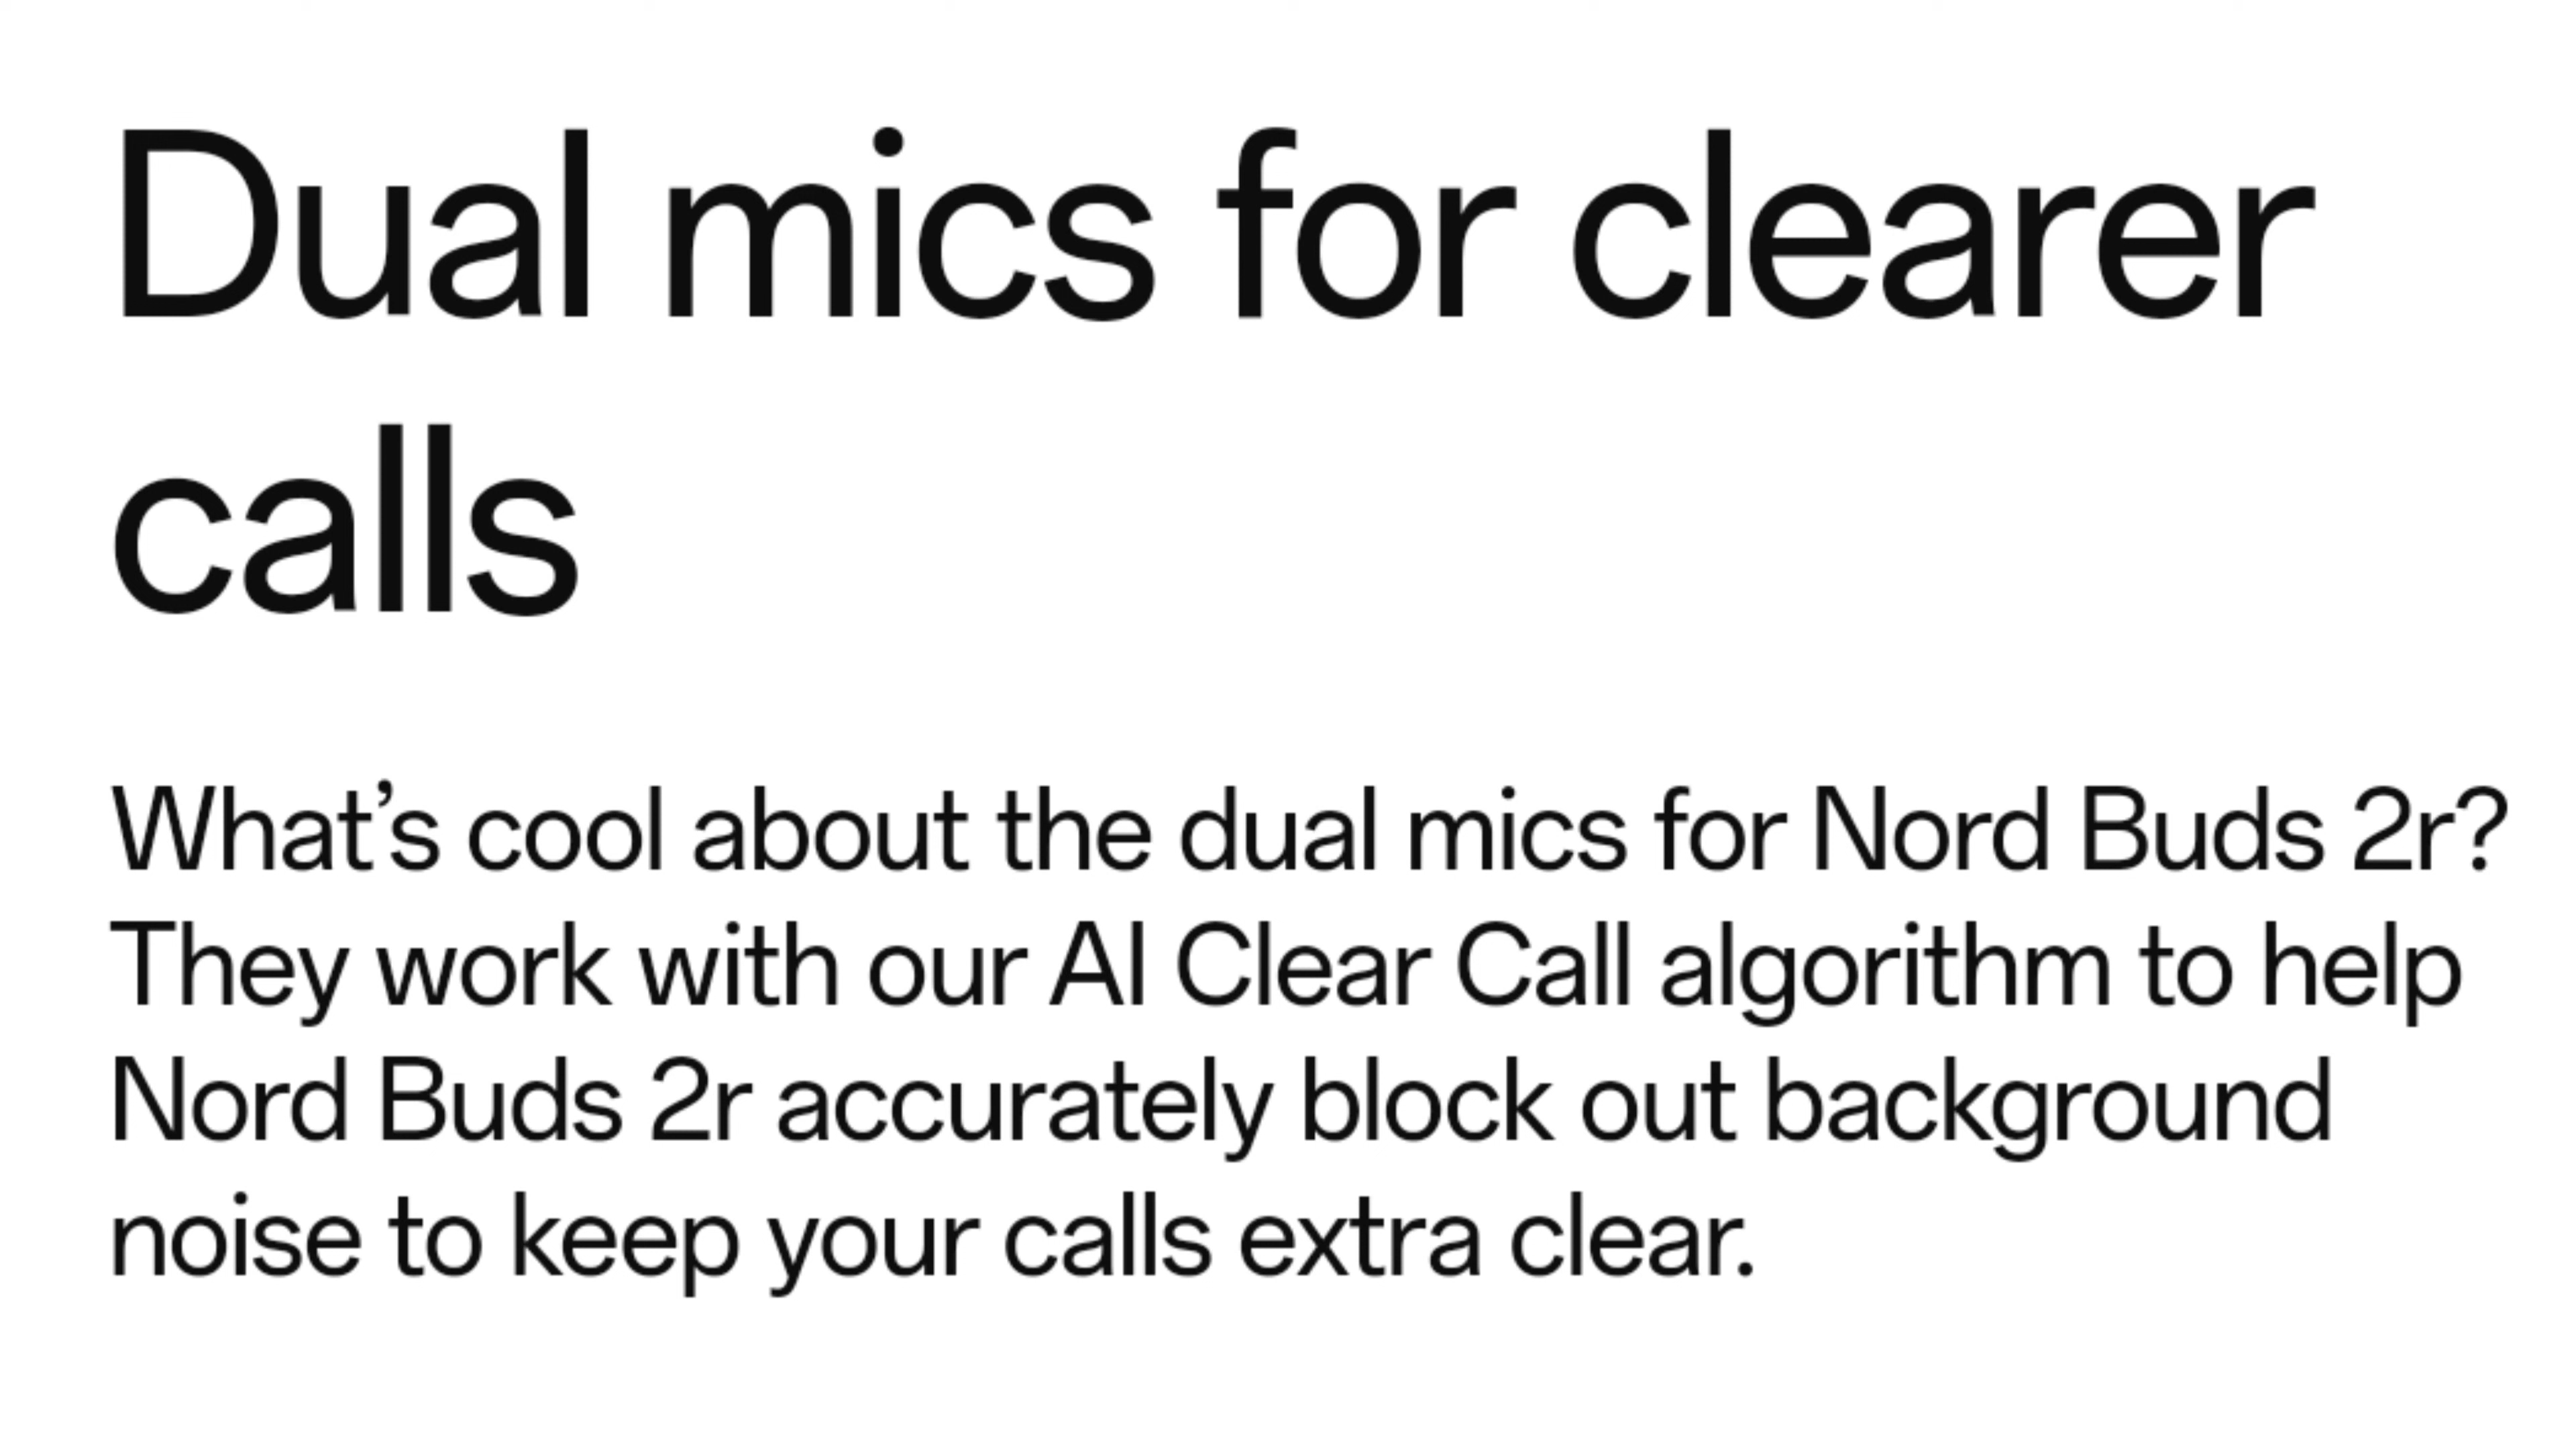 Dual mics for clearer
calls
What’s cool about the dual mics for Nord Buds 2r?
They work with our AI Clear Call algorithm to help
Nord Buds 2r accurately block out background
noise to keep your calls extra clear.